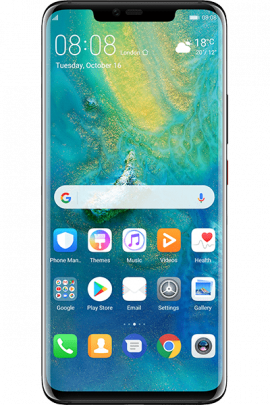 08:08
08:08 London
18°C
Tuesday, October 16
20° / 12°
Phone Man.. Themes Music Videos Health
Google Play Store Email Settings Gallery